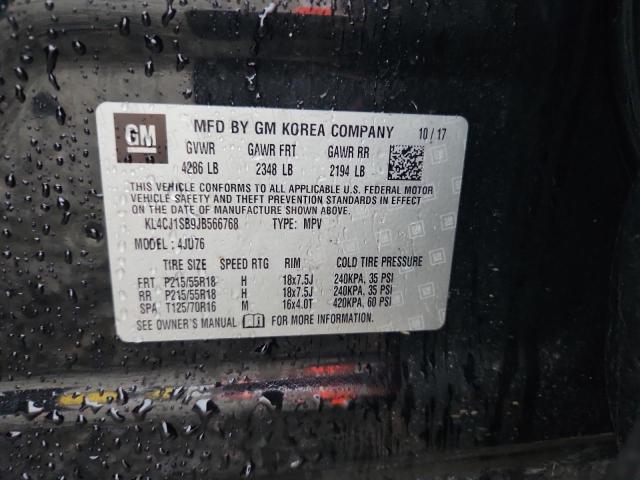 GM
MFD BY GM KOREA COMPANY 10/17
GVWR GAWR FRT GAWR RR
4286 LB 2348 LB 2194 LB
THIS VEHICLE CONFORMS TO ALL APPLICABLE U.S. FEDERAL MOTOR
VEHICLE SAFETY AND THEFT PREVENTION STANDARDS IN EFFECT ON
THE DATE OF MANUFACTURE SHOWN ABOVE.
KL4CJ1SB9JB566768 TYPE: MPV
MODEL: 4JU76
TIRE SIZE SPEED RTG RIM COLD TIRE PRESSURE
FRT P215/55R18 H 18x7.5J 240KPA, 35 PSI
RR P215/55R18 H 18x7.5J 240KPA, 35 PSI
SPA T125/70R16 M 16x4.0T 420KPA, 60 PSI
SEE OWNER'S MANUAL FOR MORE INFORMATION.